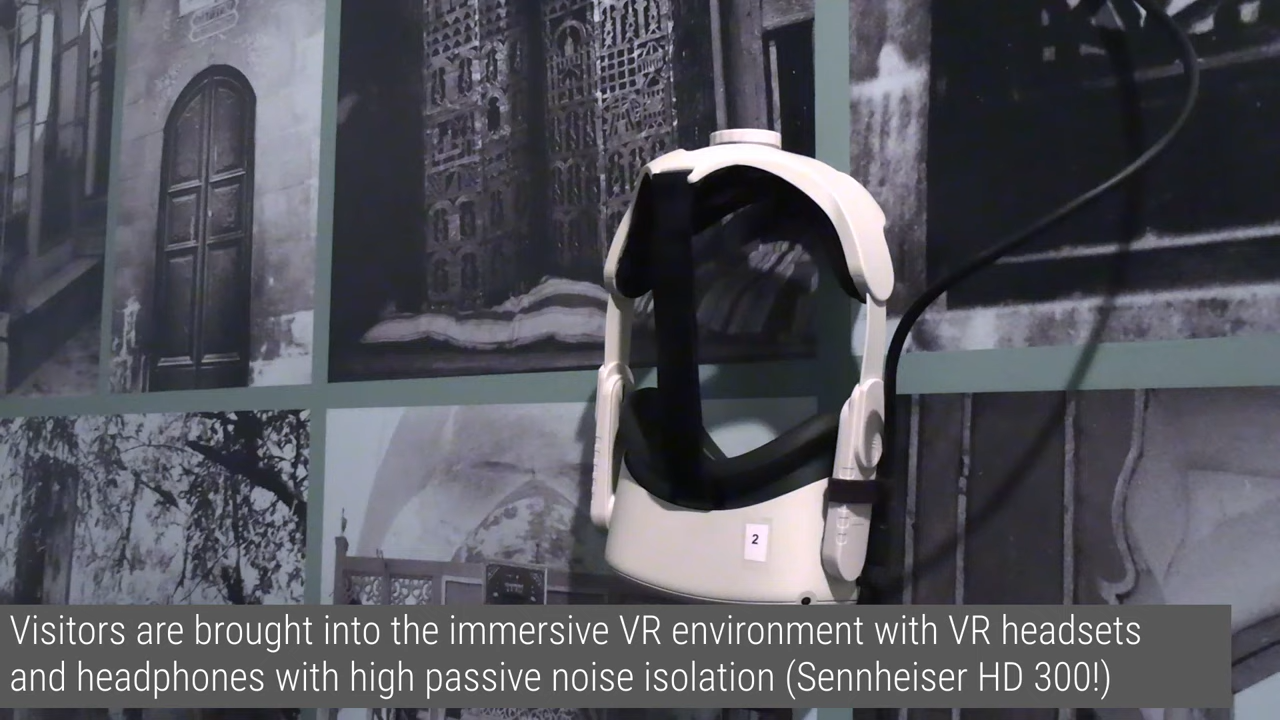 2
Visitors are brought into the immersive VR environment with VR headsets
and headphones with high passive noise isolation (Sennheiser HD 300!)